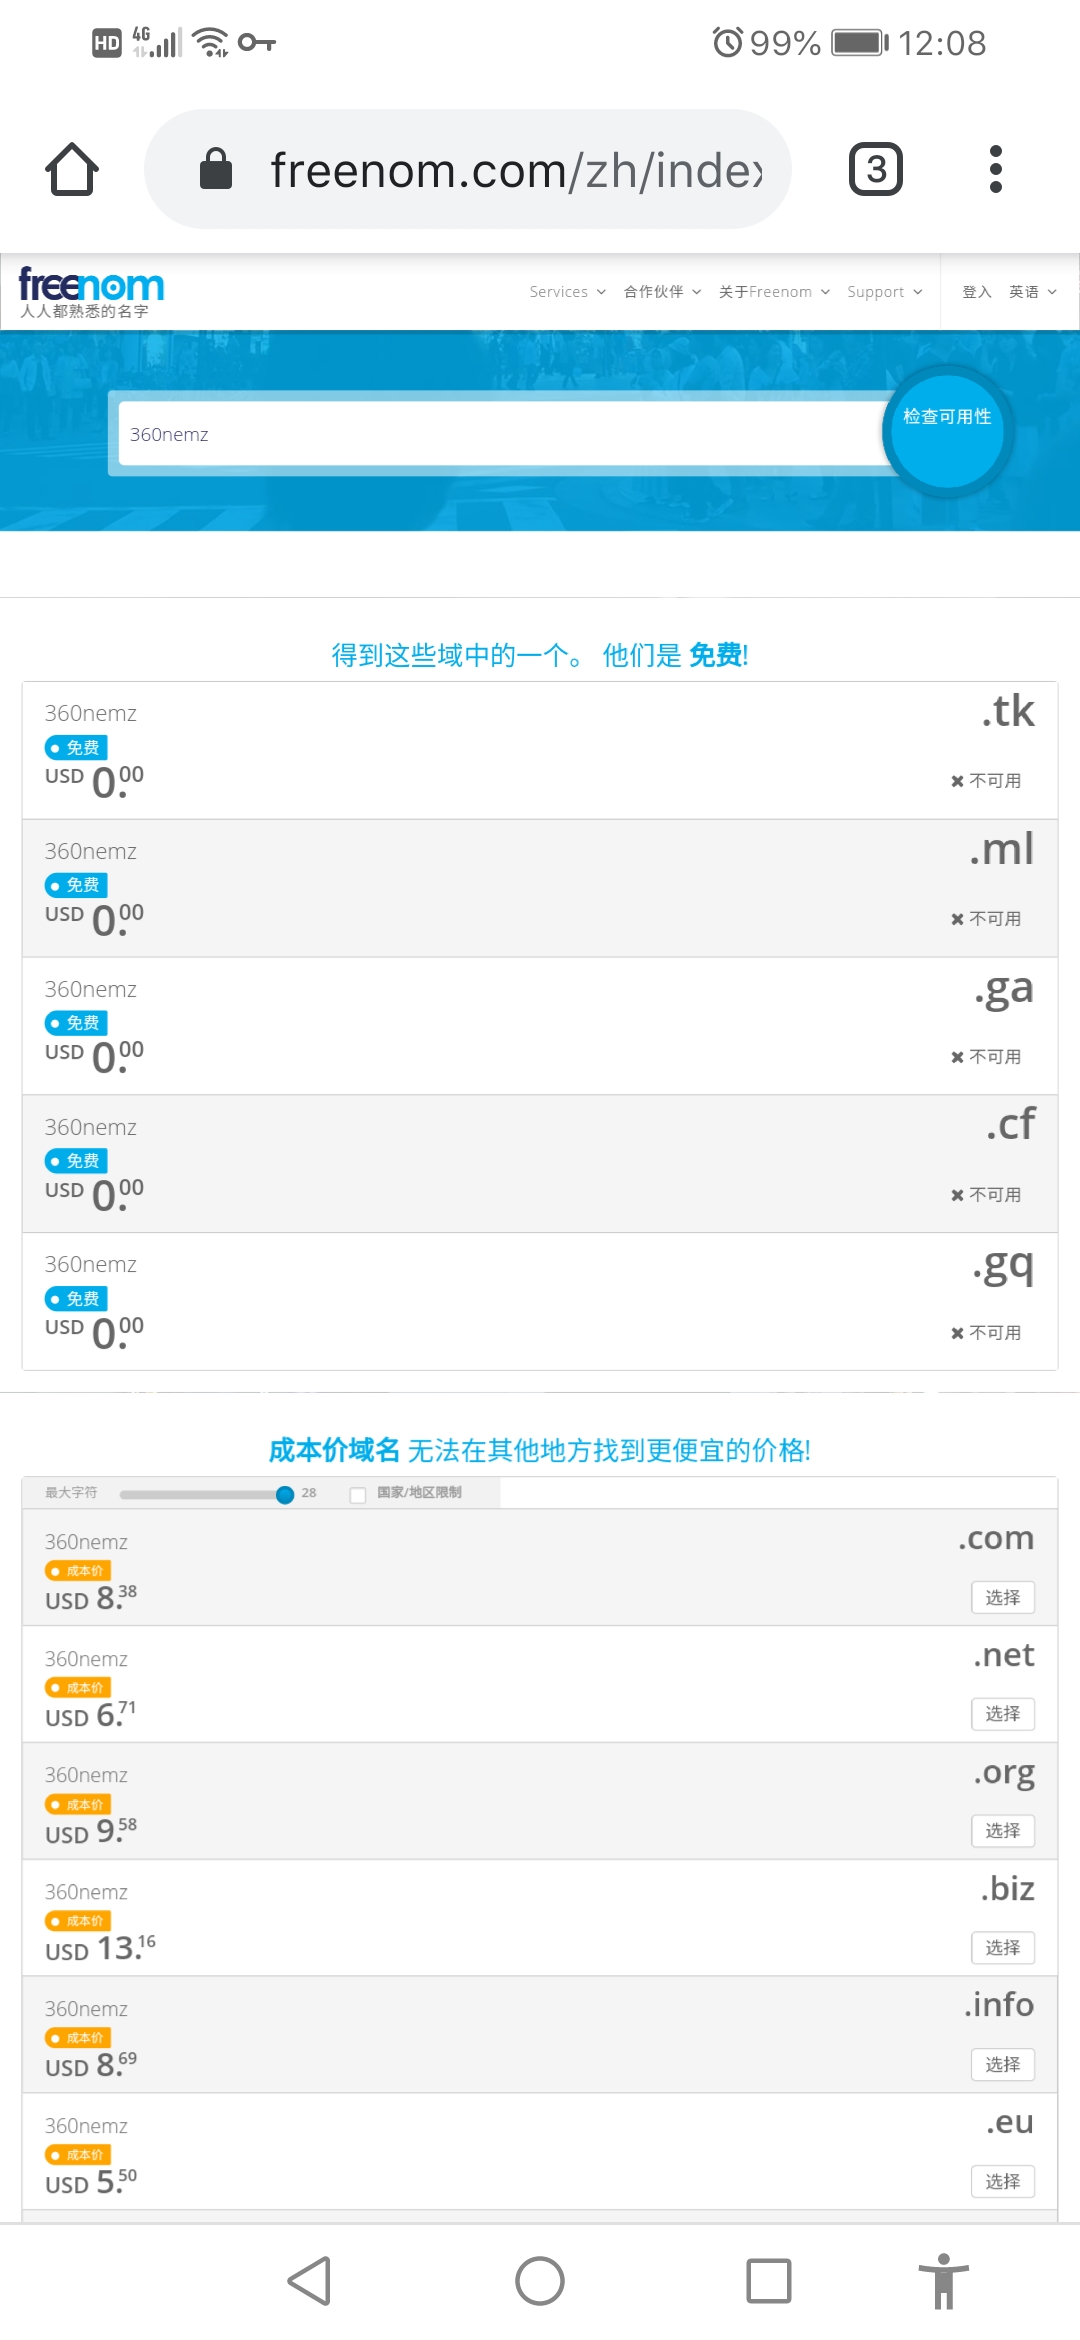 HD 4G 99% 12:08
freenom.com/zh/index
3
freenom
人人都熟悉的名字
Services 合作伙伴 关于Freenom Support 登入 英语
360nemz
检查可用性
得到这些域中的一个。 他们是 免费!
360nemz
.tk
免费
USD 0.00
不可用
360nemz
.ml
免费
USD 0.00
不可用
360nemz
.ga
免费
USD 0.00
不可用
360nemz
.cf
免费
USD 0.00
不可用
360nemz
.gq
免费
USD 0.00
不可用
成本价域名 无法在其他地方找到更便宜的价格!
最大字符 28 国家/地区限制
360nemz
.com
成本价
USD 8.38
选择
360nemz
.net
成本价
USD 6.71
选择
360nemz
.org
成本价
USD 9.58
选择
360nemz
.biz
成本价
USD 13.16
选择
360nemz
.info
成本价
USD 8.69
选择
360nemz
.eu
成本价
USD 5.50
选择